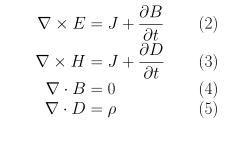 ∇ × E = J + ∂B/∂t (2)
∇ × H = J + ∂D/∂t (3)
∇ · B = 0 (4)
∇ · D = ρ (5)